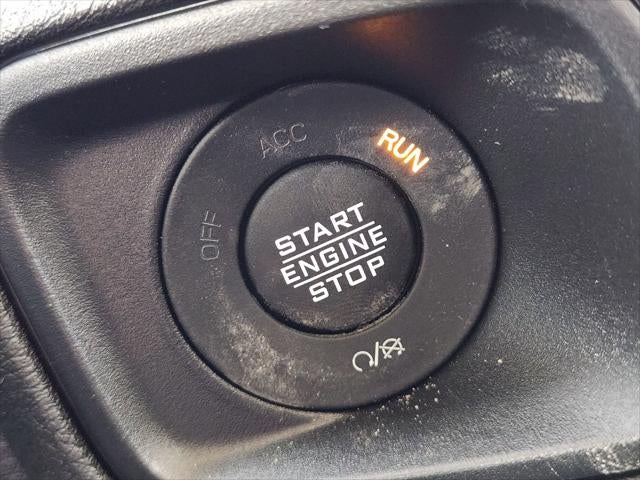 ACC
RUN
OFF
START
ENGINE
STOP